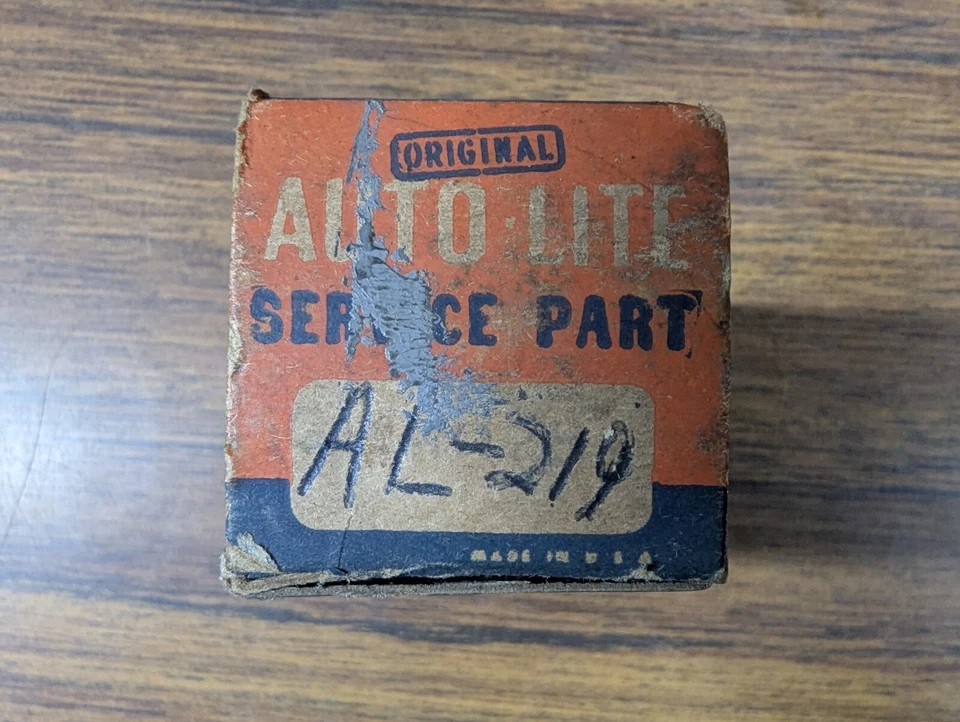 ORIGINAL
AUTO-LITE
SERVICE PART
AL-219
MADE IN U S A